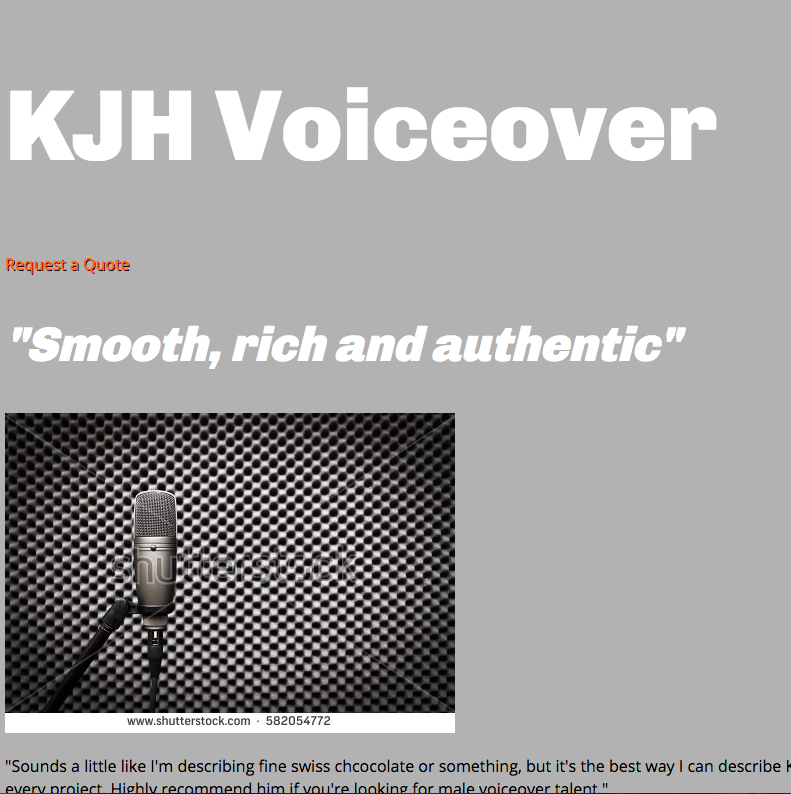 KJH Voiceover
Request a Quote
"Smooth, rich and authentic"
shutterstock
www.shutterstock.com · 582054772
"Sounds a little like I'm describing fine swiss chcocolate or something, but it's the best way I can describe K
every project. Highly recommend him if you're looking for male voiceover talent."